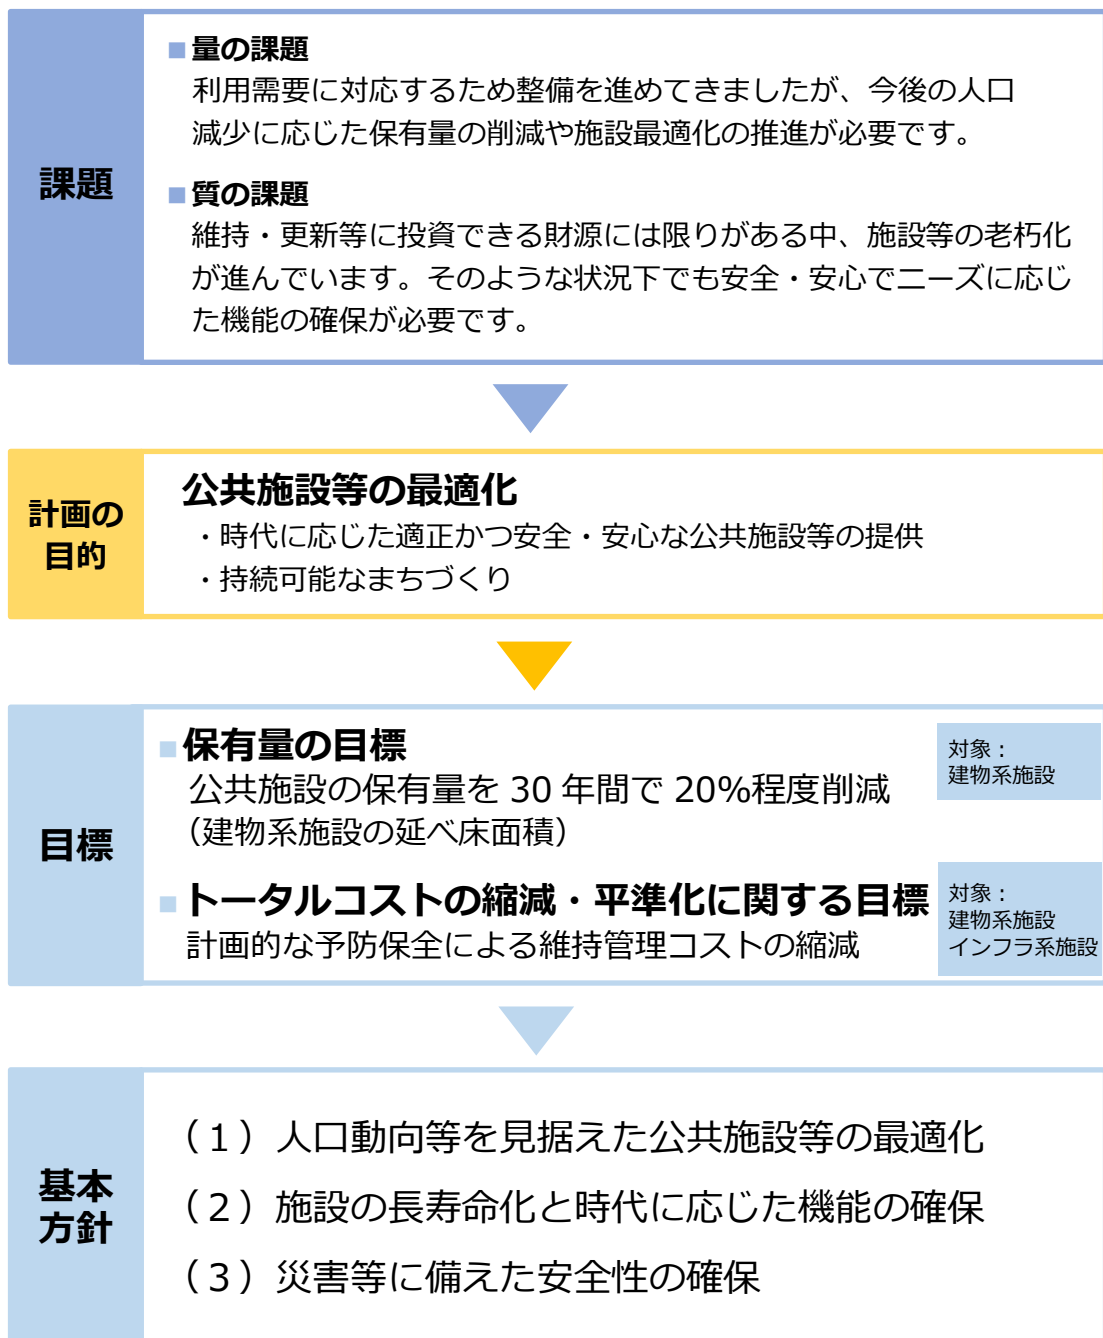 課題
■量の課題
利用需要に対応するため整備を進めてきましたが、今後の人口
減少に応じた保有量の削減や施設最適化の推進が必要です。
■質の課題
維持・更新等に投資できる財源には限りがある中、施設等の老朽化
が進んでいます。そのような状況下でも安全・安心でニーズに応じ
た機能の確保が必要です。
計画の
目的
公共施設等の最適化
・時代に応じた適正かつ安全・安心な公共施設等の提供
・持続可能なまちづくり
目標
■保有量の目標
公共施設の保有量を 30 年間で 20%程度削減
（建物系施設の延べ床面積）
対象：
建物系施設
■トータルコストの縮減・平準化に関する目標
計画的な予防保全による維持管理コストの縮減
対象：
建物系施設
インフラ系施設
基本
方針
（１）人口動向等を見据えた公共施設等の最適化
（２）施設の長寿命化と時代に応じた機能の確保
（３）災害等に備えた安全性の確保